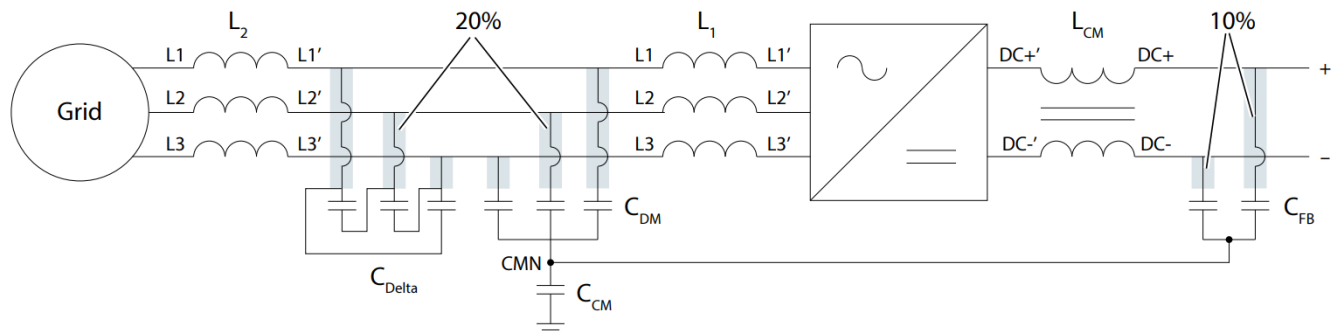 L2 20% L1 LCM 10%
L1 L1’ L1 L1’ DC+’ DC+ +
Grid L2 L2’ L2 L2’
L3 L3’ L3 L3’ DC-’ DC- –
CDM CFB
CDelta CMN
CCM